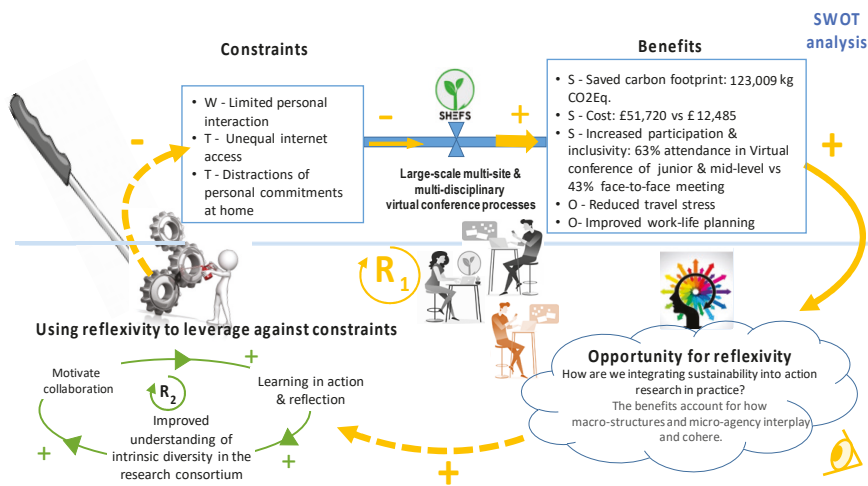 SWOT
analysis
Constraints
Benefits
• W - Limited personal
interaction
• T - Unequal internet
access
• T - Distractions of
personal commitments
at home
−
−
SHEFS
+
Large-scale multi-site &
multi-disciplinary
virtual conference processes
• S - Saved carbon footprint: 123,009 kg
CO2Eq.
• S - Cost: £51,720 vs £12,485
• S - Increased participation &
inclusivity: 63% attendance in Virtual
conference of junior & mid-level vs
43% face-to-face meeting
• O - Reduced travel stress
• O- Improved work-life planning
+
R1
Using reflexivity to leverage against constraints
Motivate
collaboration
+
R2
Learning in action
& reflection
Improved
understanding of
intrinsic diversity in the
research consortium
+
+
+
Opportunity for reflexivity
How are we integrating sustainability into action
research in practice?
The benefits account for how
macro-structures and micro-agency interplay
and cohere.